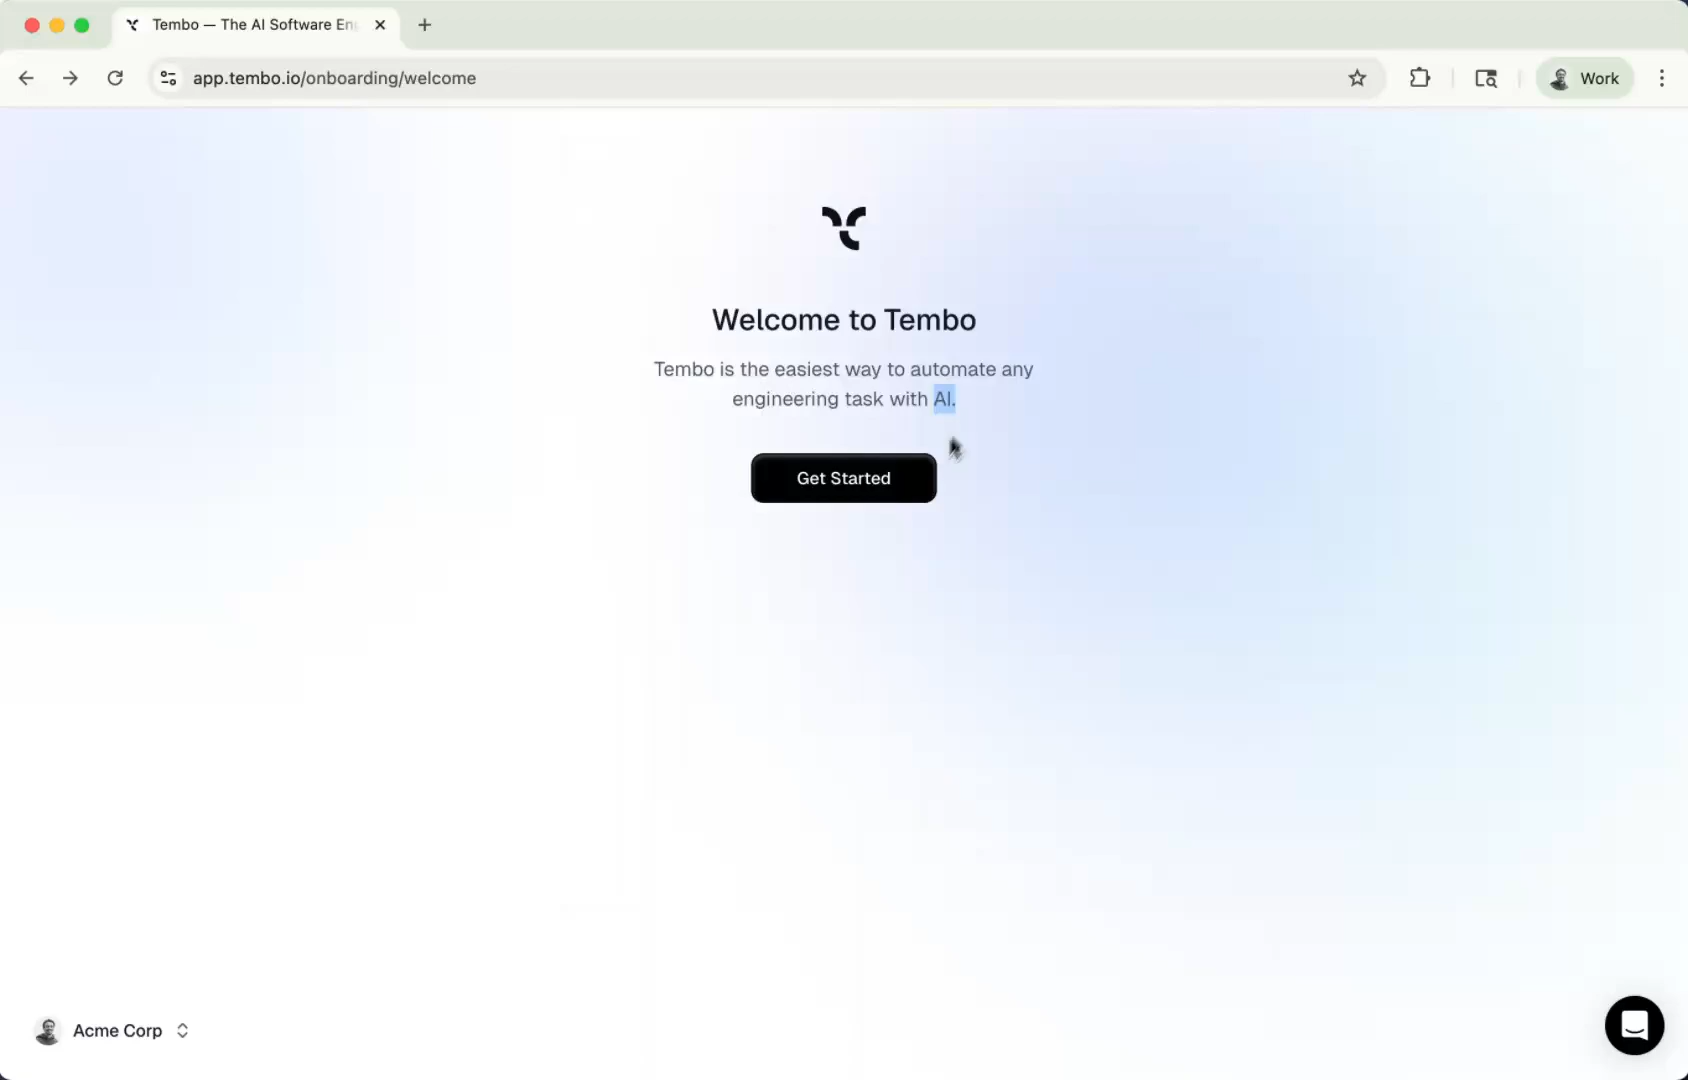 Tembo — The AI Software En
app.tembo.io/onboarding/welcome
Work
Welcome to Tembo
Tembo is the easiest way to automate any
engineering task with AI.
Get Started
Acme Corp